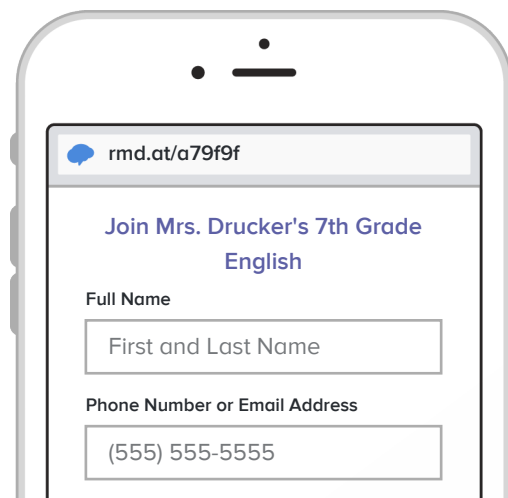 rmd.at/a79f9f
Join Mrs. Drucker's 7th Grade
English
Full Name
First and Last Name
Phone Number or Email Address
(555) 555-5555